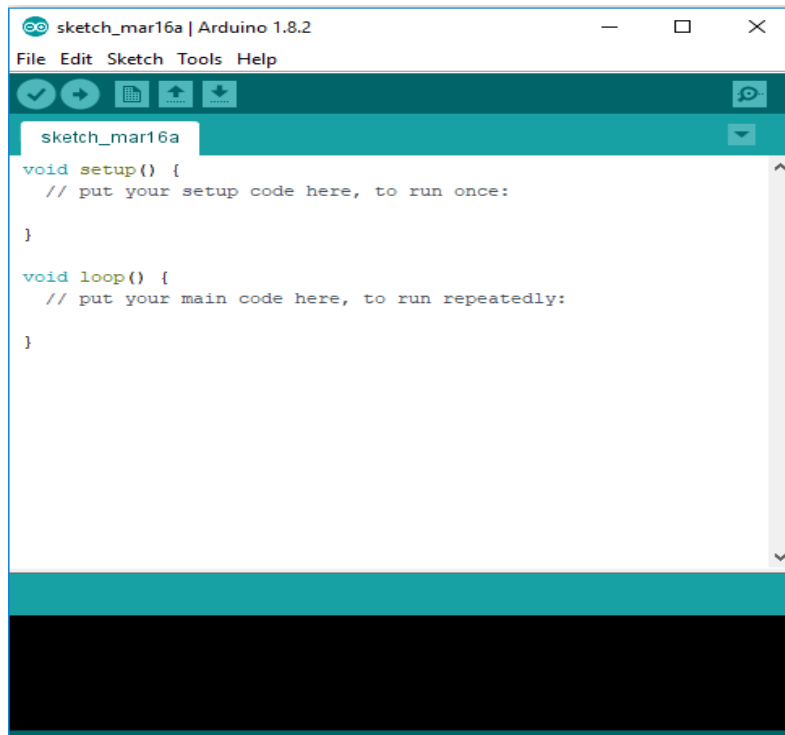 sketch_mar16a | Arduino 1.8.2
File Edit Sketch Tools Help
sketch_mar16a
void setup() {
  // put your setup code here, to run once:

}

void loop() {
  // put your main code here, to run repeatedly:

}